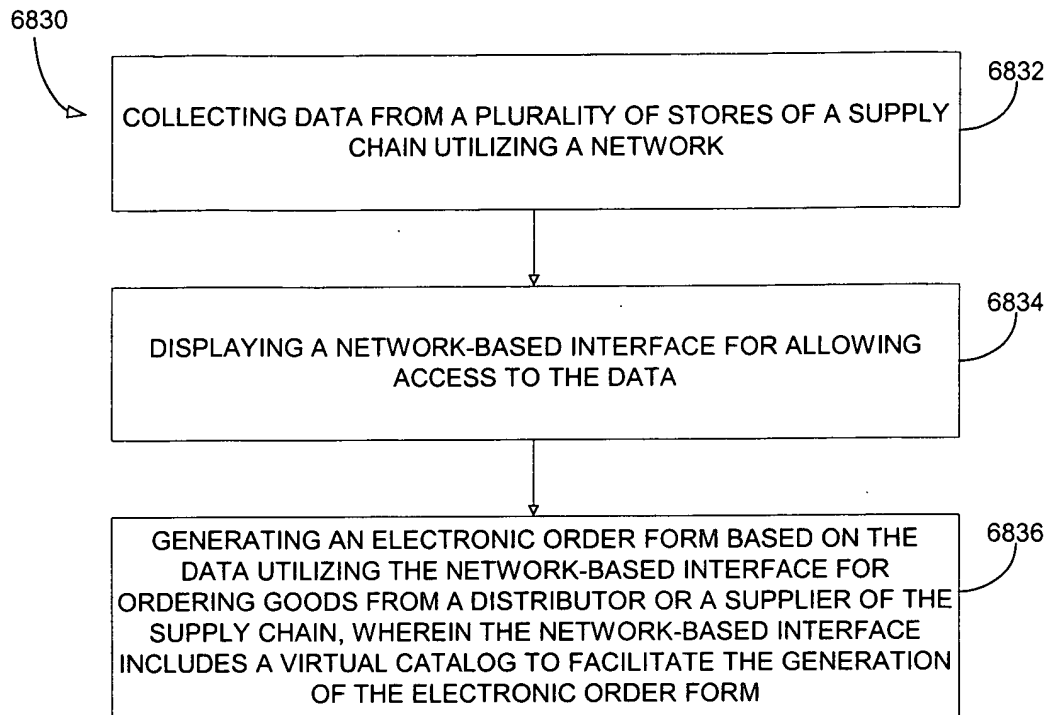 6830
6832
COLLECTING DATA FROM A PLURALITY OF STORES OF A SUPPLY
CHAIN UTILIZING A NETWORK
6834
DISPLAYING A NETWORK-BASED INTERFACE FOR ALLOWING
ACCESS TO THE DATA
6836
GENERATING AN ELECTRONIC ORDER FORM BASED ON THE
DATA UTILIZING THE NETWORK-BASED INTERFACE FOR
ORDERING GOODS FROM A DISTRIBUTOR OR A SUPPLIER OF THE
SUPPLY CHAIN, WHEREIN THE NETWORK-BASED INTERFACE
INCLUDES A VIRTUAL CATALOG TO FACILITATE THE GENERATION
OF THE ELECTRONIC ORDER FORM